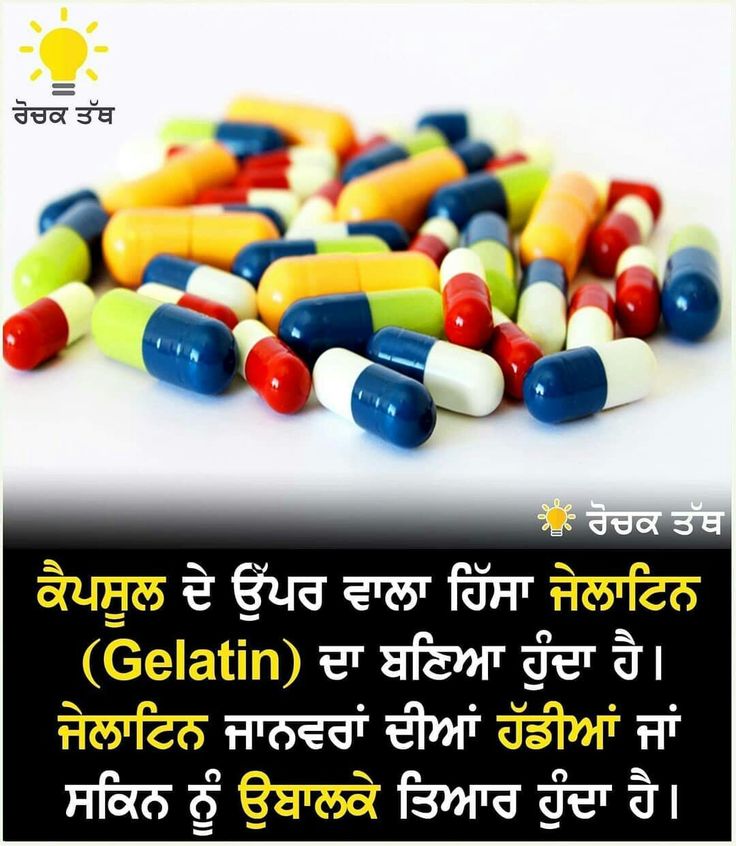 ਰੋਚਕ ਤੱਥ
ਰੋਚਕ ਤੱਥ
ਕੈਪਸੂਲ ਦੇ ਉੱਪਰ ਵਾਲਾ ਹਿੱਸਾ ਜੇਲਾਟਿਨ
(Gelatin) ਦਾ ਬਣਿਆ ਹੁੰਦਾ ਹੈ।
ਜੇਲਾਟਿਨ ਜਾਨਵਰਾਂ ਦੀਆਂ ਹੱਡੀਆਂ ਜਾਂ
ਸਕਿਨ ਨੂੰ ਉਬਾਲਕੇ ਤਿਆਰ ਹੁੰਦਾ ਹੈ।